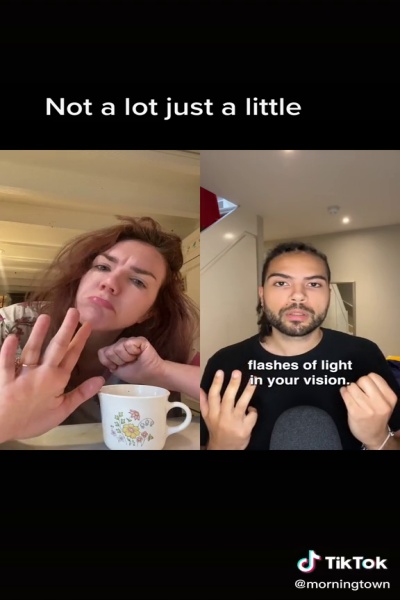 Not a lot just a little
flashes of light
in your vision.
TikTok
@morningtown